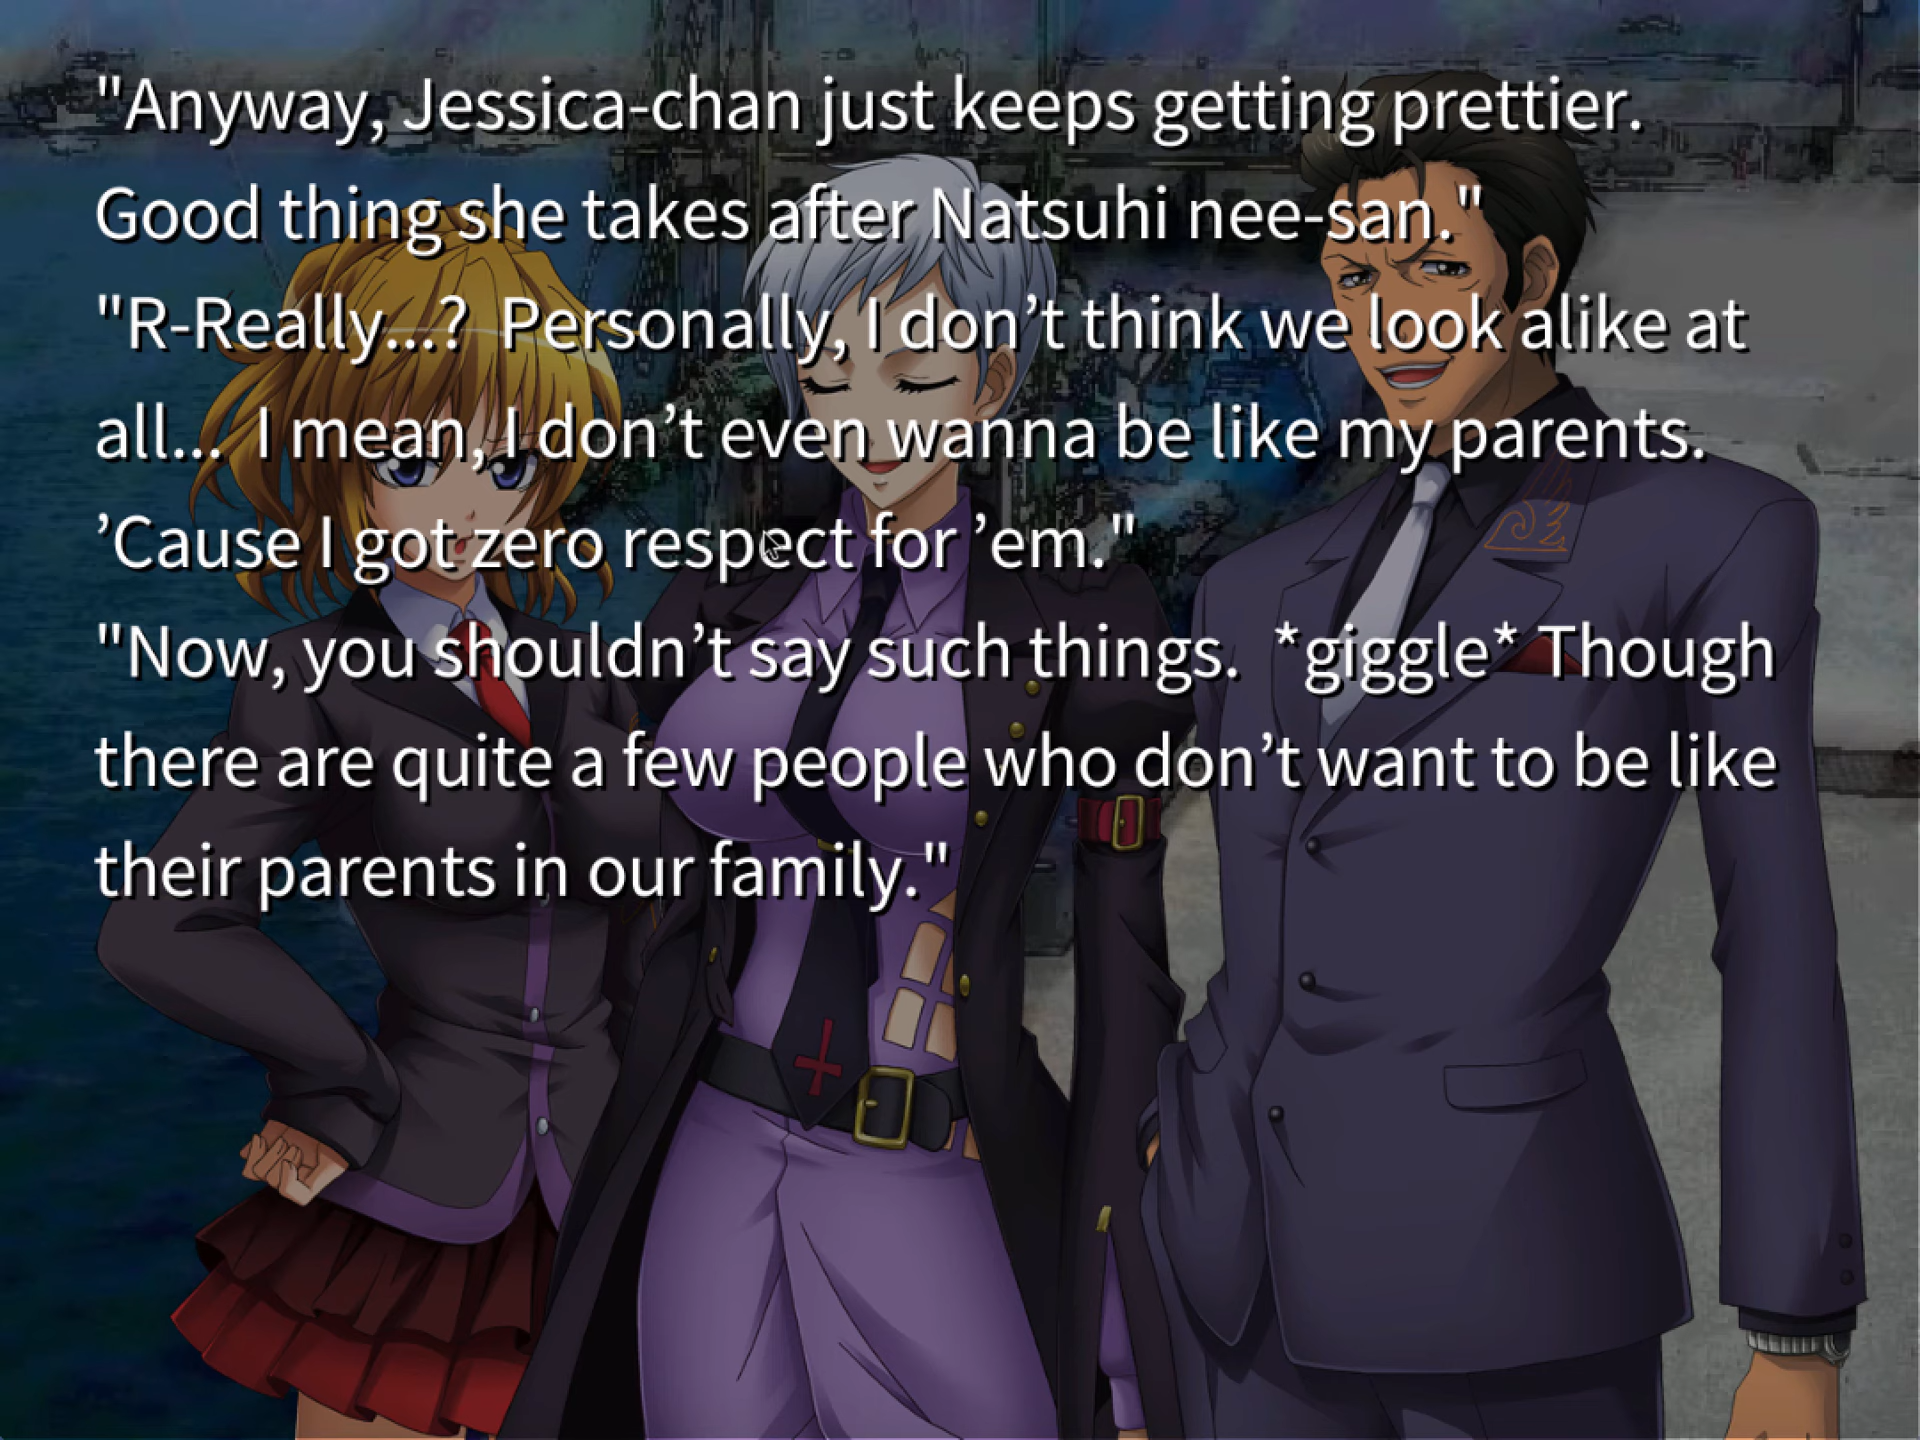 "Anyway, Jessica-chan just keeps getting prettier.
Good thing she takes after Natsuhi nee-san."
"R-Really...?  Personally, I don’t think we look alike at
all...  I mean, I don’t even wanna be like my parents.
’Cause I got zero respect for ’em."
"Now, you shouldn’t say such things.  *giggle* Though
there are quite a few people who don’t want to be like
their parents in our family."